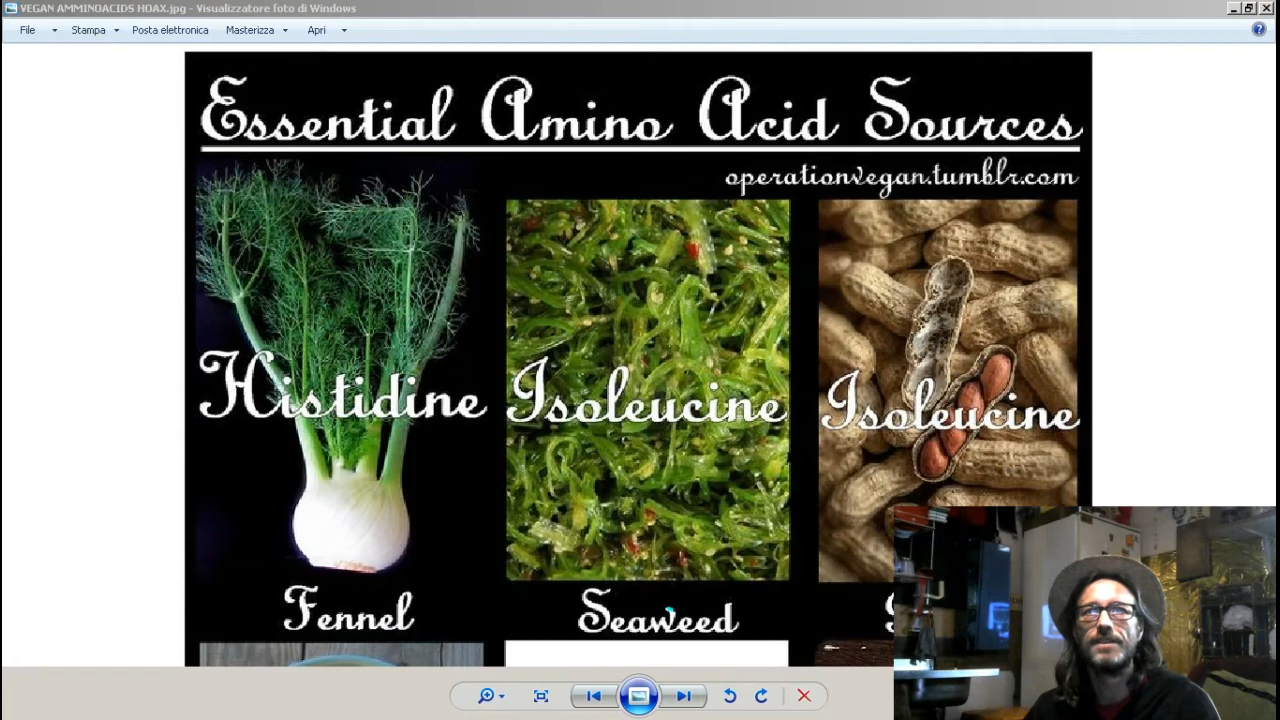 VEGAN AMMINOACIDS HOAX.jpg - Visualizzatore foto di Windows
File Stampa Posta elettronica Masterizza Apri
Essential Amino Acid Sources
operationvegan.tumblr.com
Histidine Isoleucine Isoleucine
Fennel Seaweed